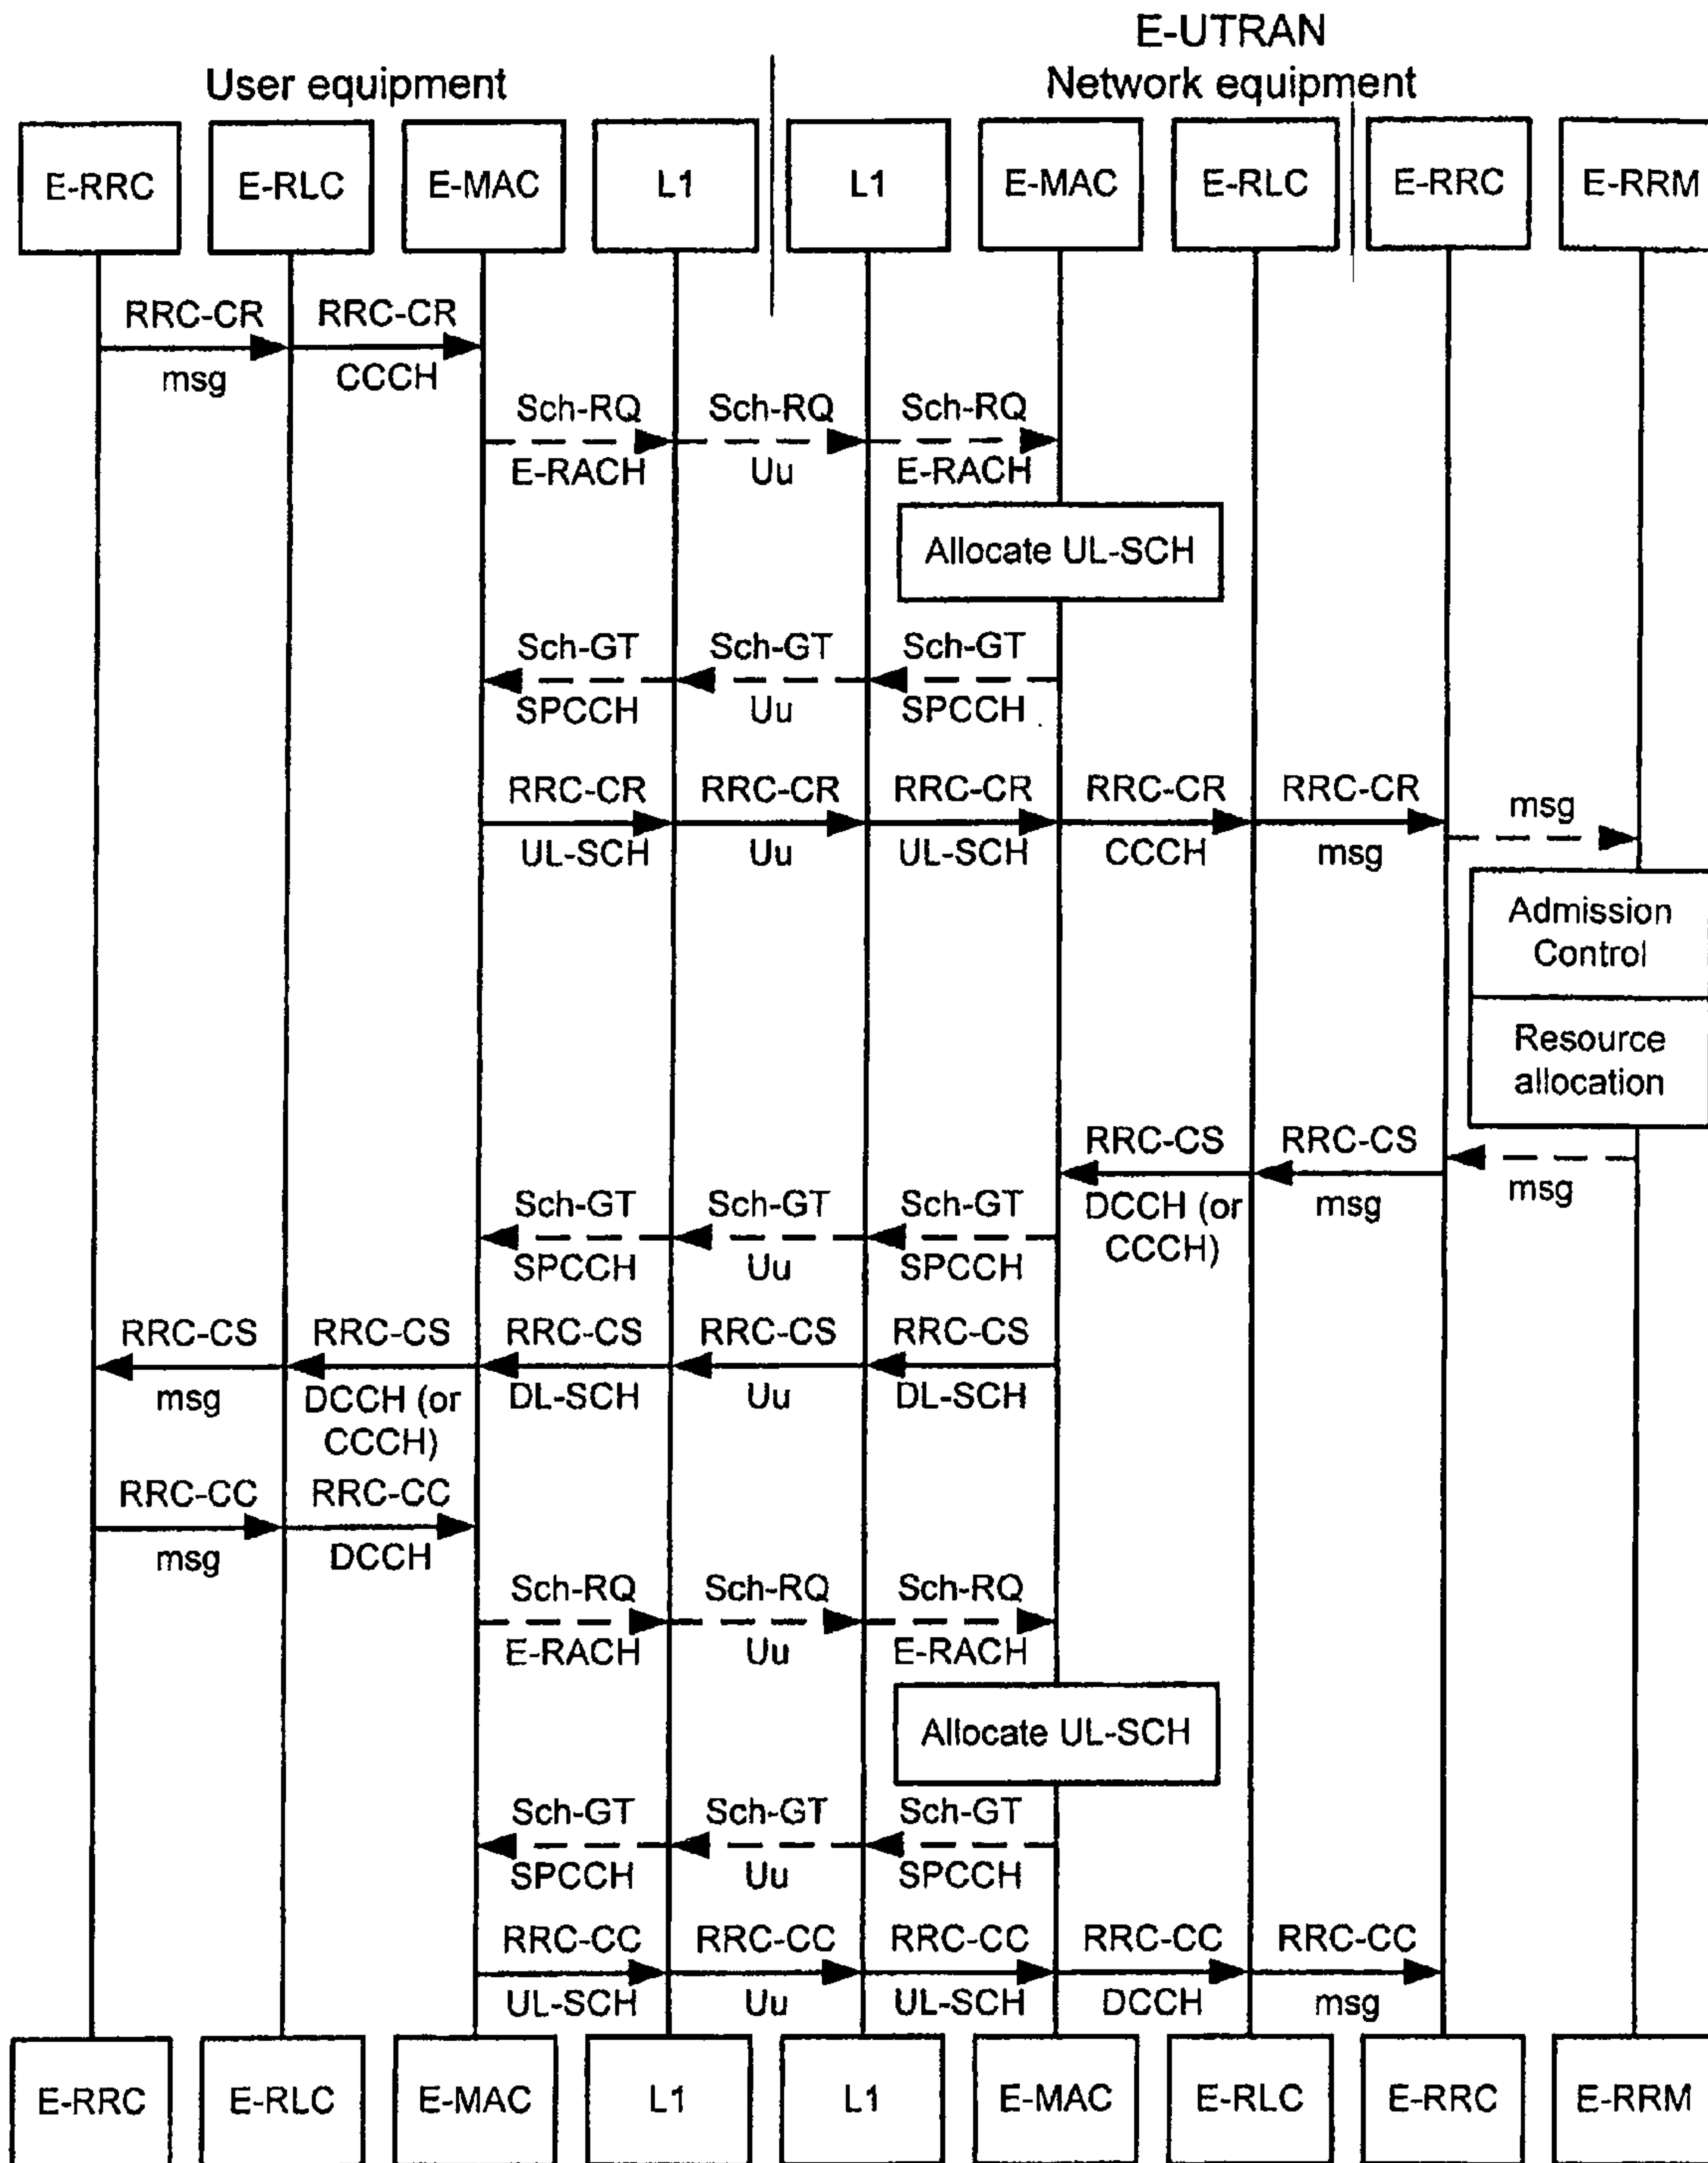 E-UTRAN
User equipment Network equipment
E-RRC E-RLC E-MAC L1 L1 E-MAC E-RLC E-RRC E-RRM
RRC-CR RRC-CR
msg CCCH
Sch-RQ Sch-RQ Sch-RQ
E-RACH Uu E-RACH
Allocate UL-SCH
Sch-GT Sch-GT Sch-GT
SPCCH Uu SPCCH
RRC-CR RRC-CR RRC-CR RRC-CR RRC-CR msg
UL-SCH Uu UL-SCH CCCH msg
Admission
Control
Resource
allocation
RRC-CS RRC-CS
DCCH (or msg msg
CCCH)
Sch-GT Sch-GT Sch-GT
SPCCH Uu SPCCH
RRC-CS RRC-CS RRC-CS RRC-CS RRC-CS
msg DCCH (or DL-SCH Uu DL-SCH
CCCH)
RRC-CC RRC-CC
msg DCCH
Sch-RQ Sch-RQ Sch-RQ
E-RACH Uu E-RACH
Allocate UL-SCH
Sch-GT Sch-GT Sch-GT
SPCCH Uu SPCCH
RRC-CC RRC-CC RRC-CC RRC-CC RRC-CC
UL-SCH Uu UL-SCH DCCH msg
E-RRC E-RLC E-MAC L1 L1 E-MAC E-RLC E-RRC E-RRM